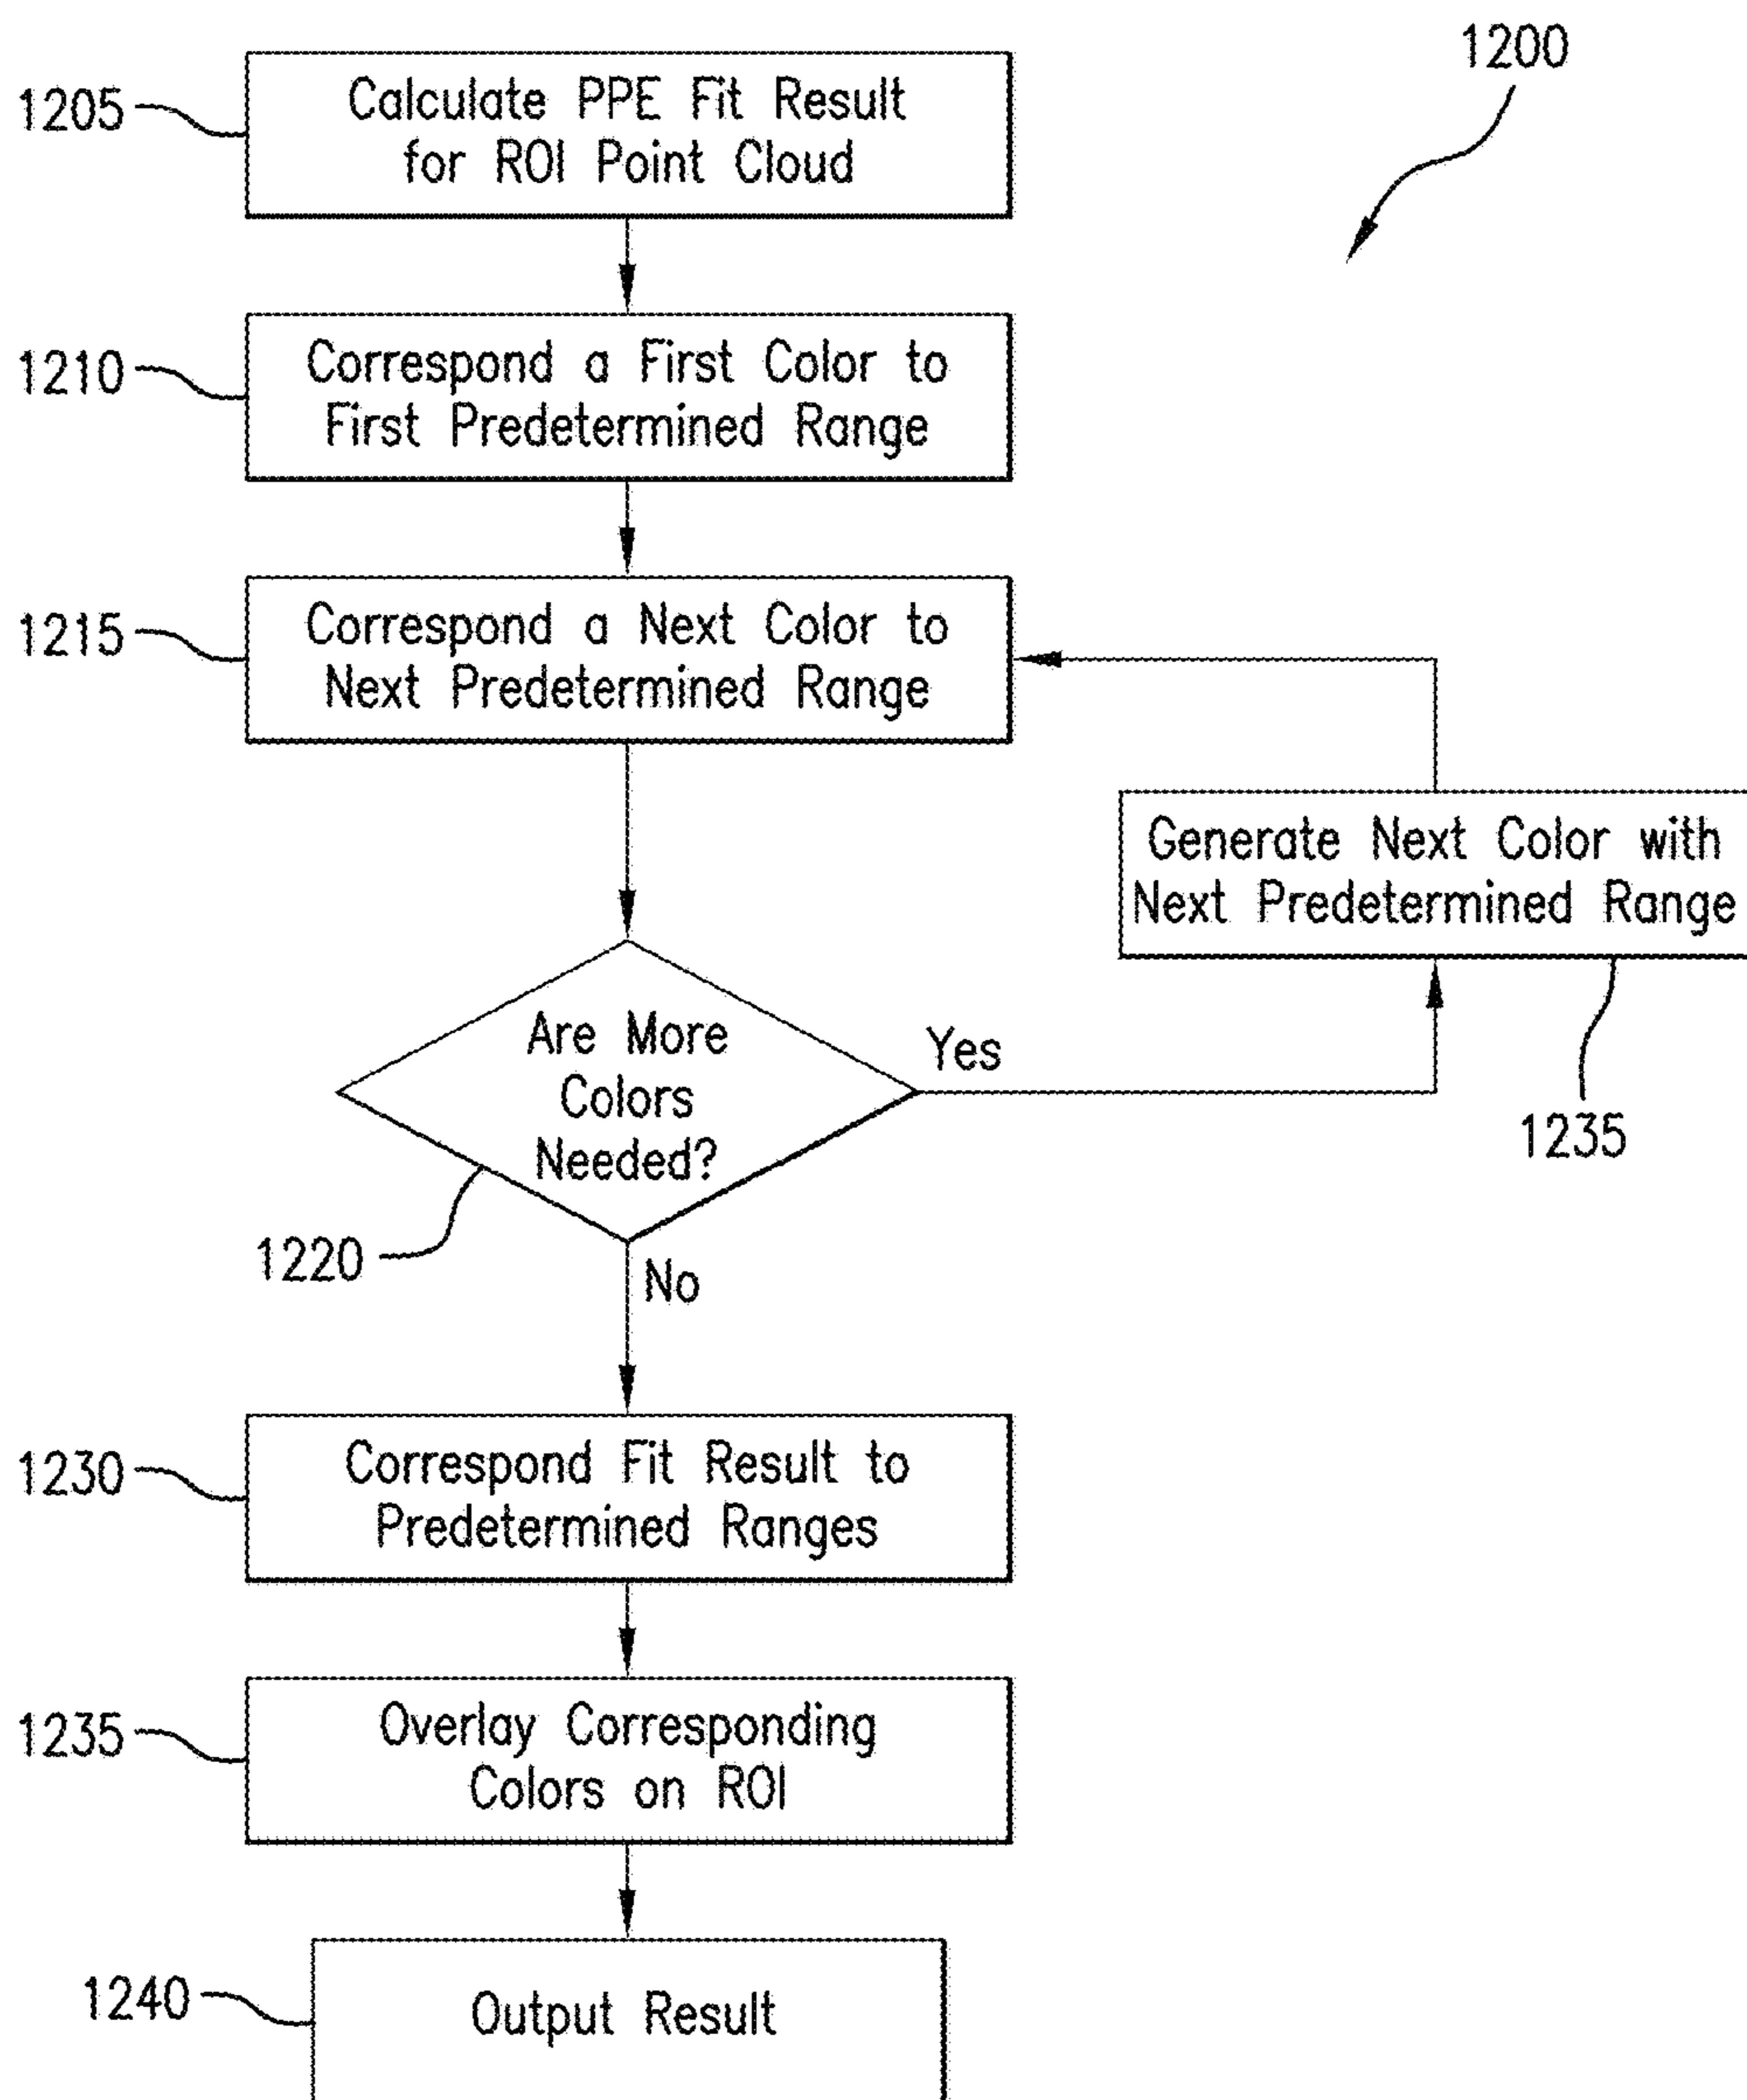 1200
1205
Calculate PPE Fit Result
for ROI Point Cloud
1210
Correspond a First Color to
First Predetermined Range
1215
Correspond a Next Color to
Next Predetermined Range
Generate Next Color with
Next Predetermined Range
1235
Are More
Colors
Needed?
Yes
1220
No
1230
Correspond Fit Result to
Predetermined Ranges
1235
Overlay Corresponding
Colors on ROI
1240
Output Result